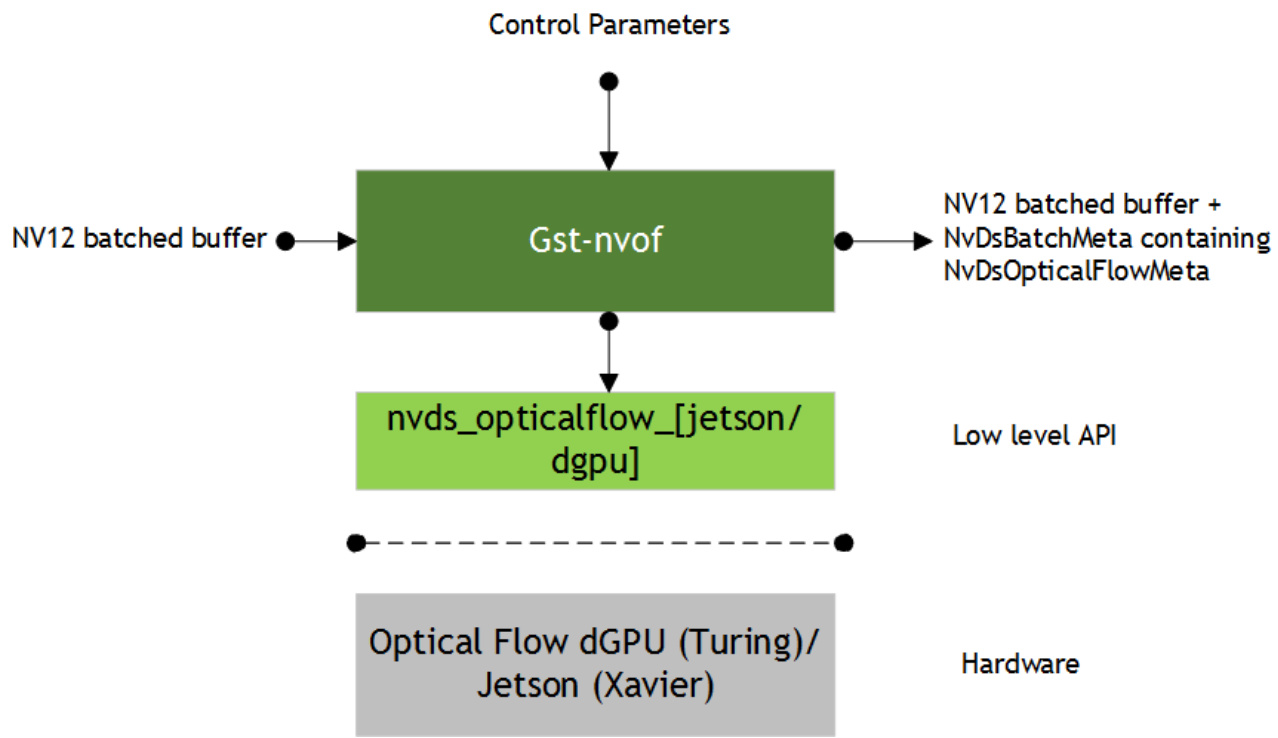 Control Parameters
NV12 batched buffer
Gst-nvof
NV12 batched buffer +
NvDsBatchMeta containing
NvDsOpticalFlowMeta
nvds_opticalflow_[jetson/
dgpu]
Low level API
Optical Flow dGPU (Turing)/
Jetson (Xavier)
Hardware